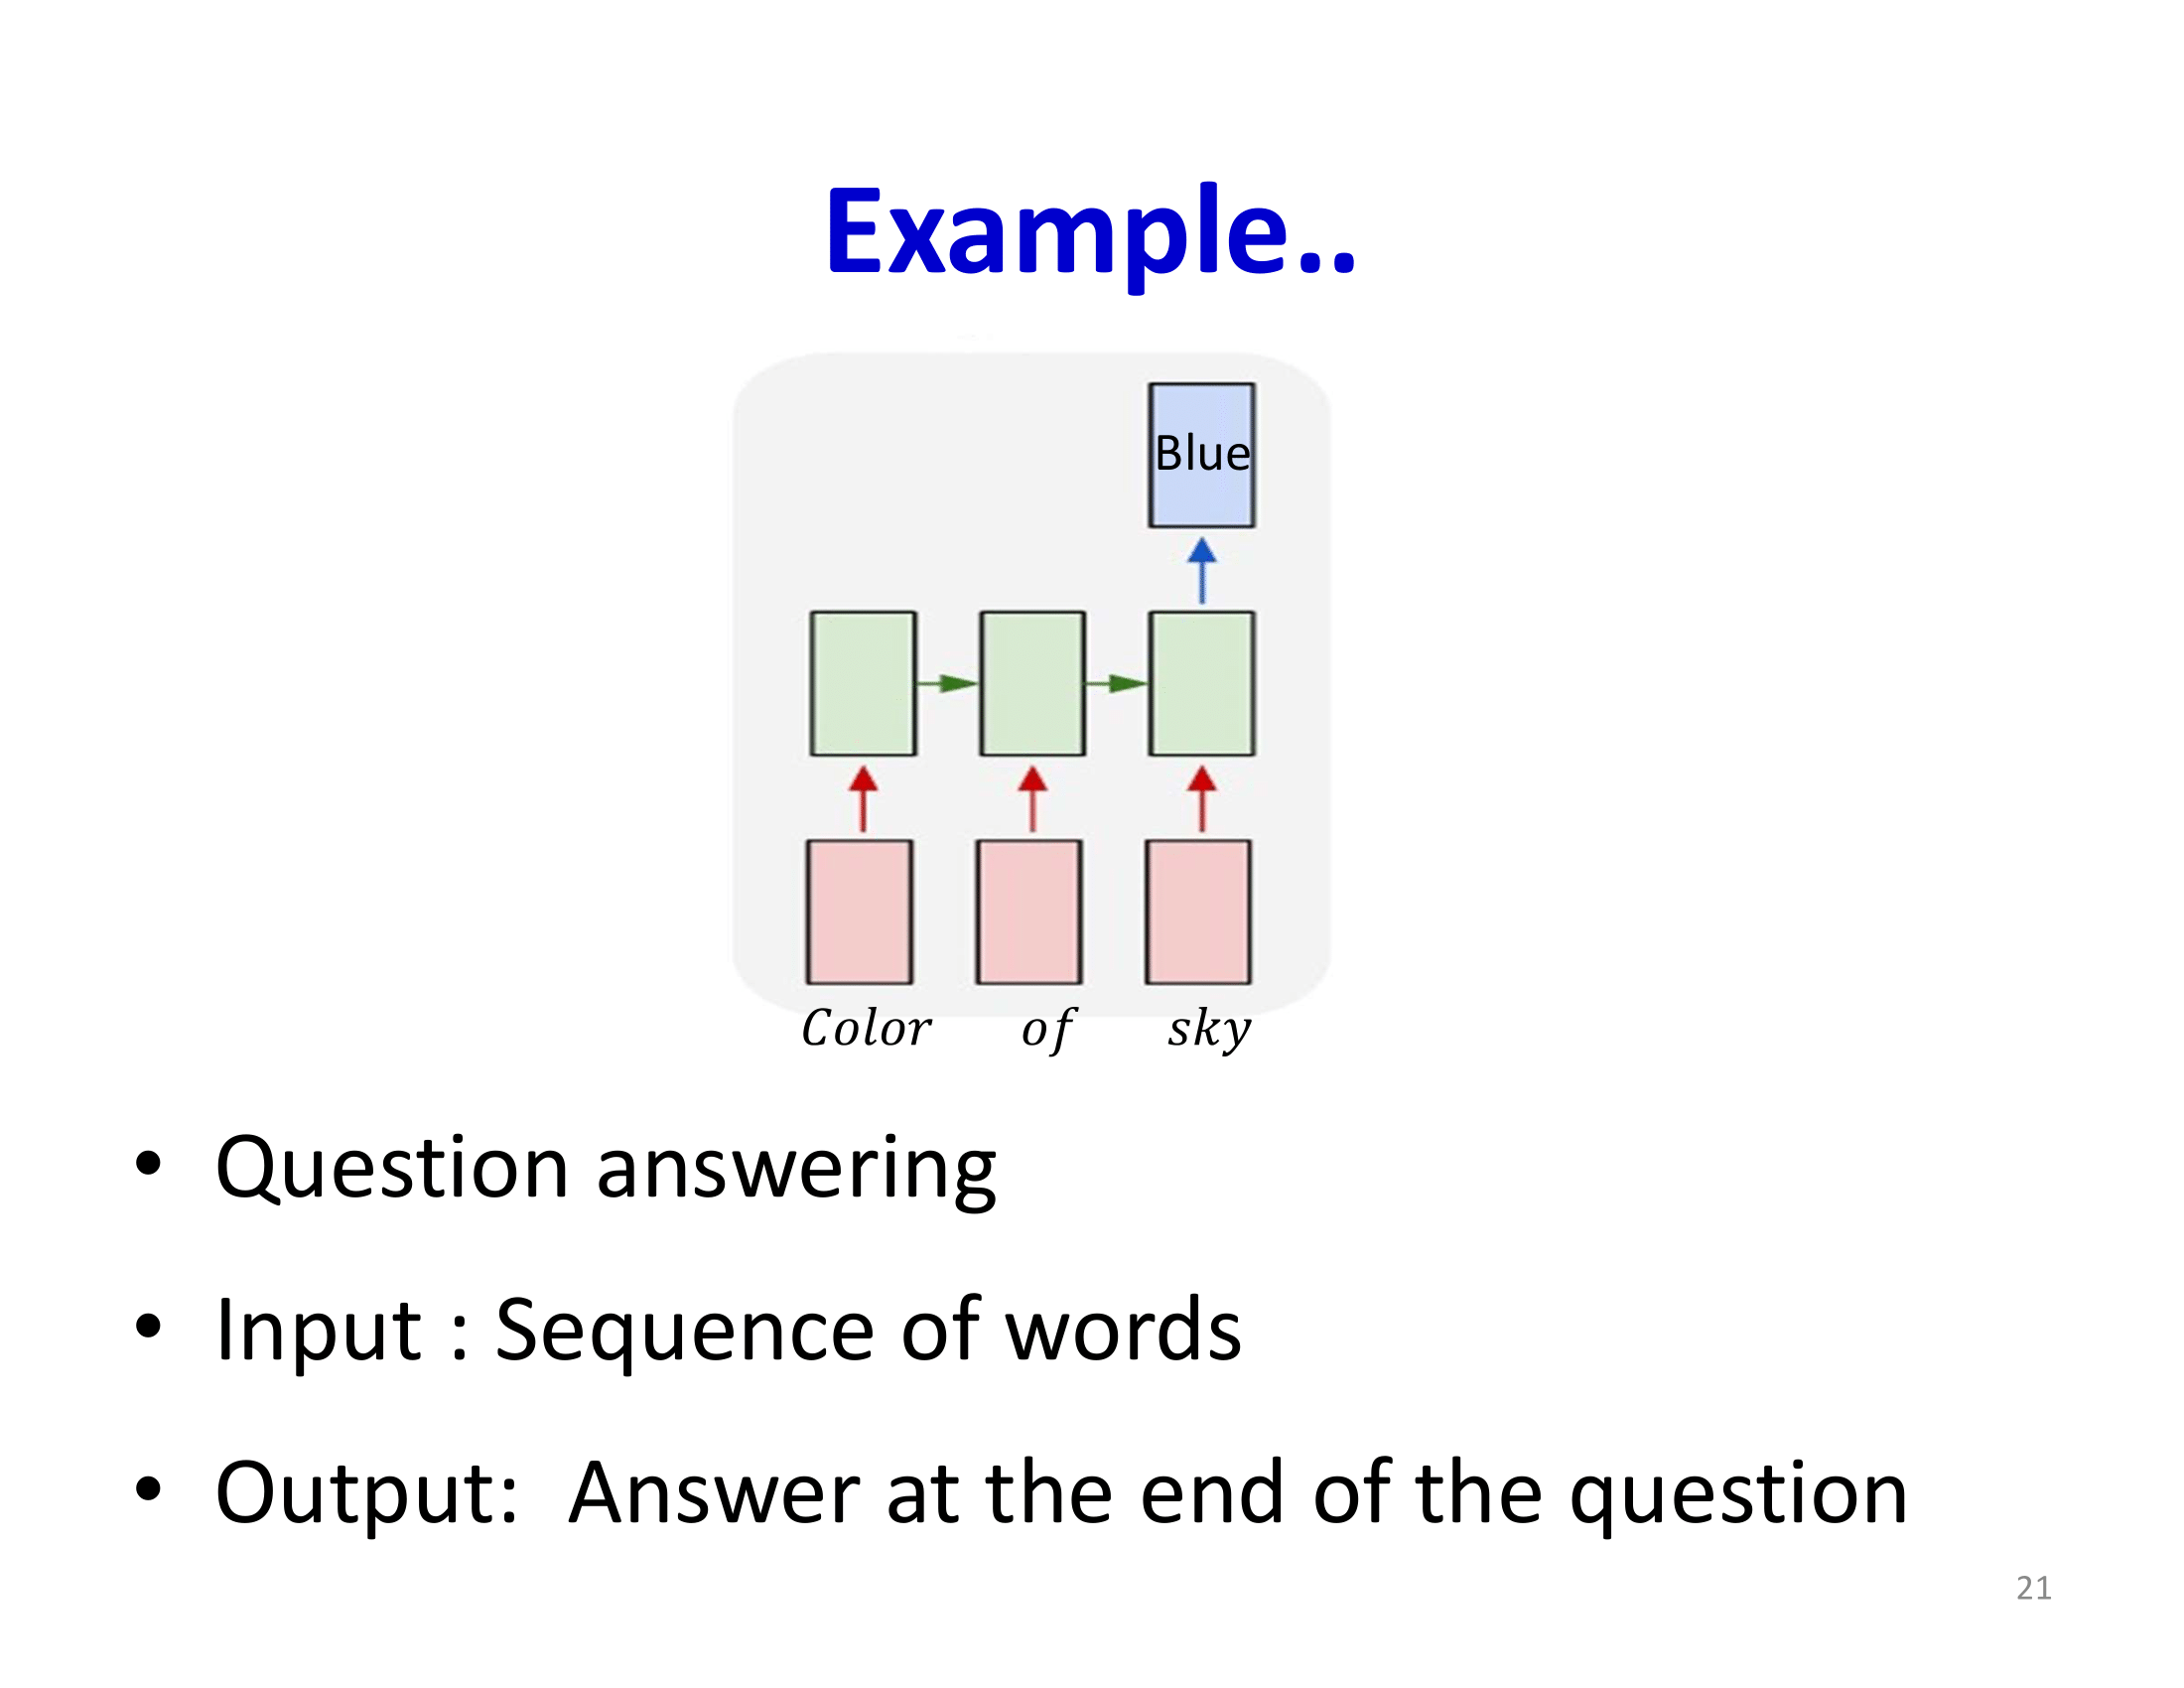 Example..
Blue
Color of sky
• Question answering
• Input : Sequence of words
• Output: Answer at the end of the question
21